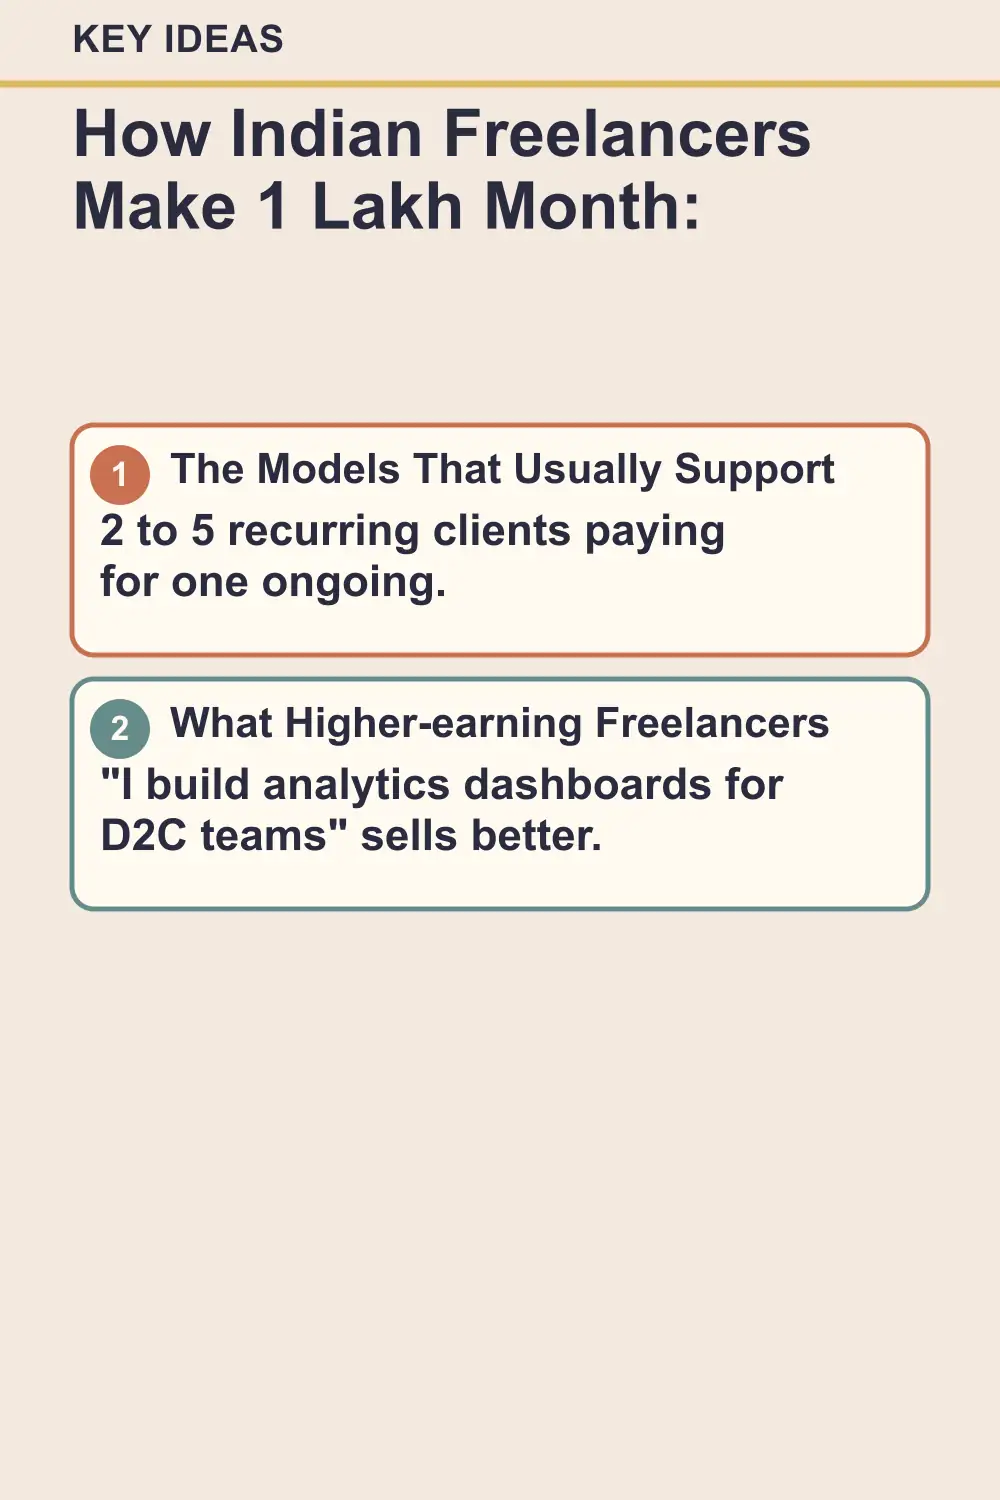 KEY IDEAS
How Indian Freelancers
Make 1 Lakh Month:
1 The Models That Usually Support
2 to 5 recurring clients paying
for one ongoing.
2 What Higher-earning Freelancers
"I build analytics dashboards for
D2C teams" sells better.